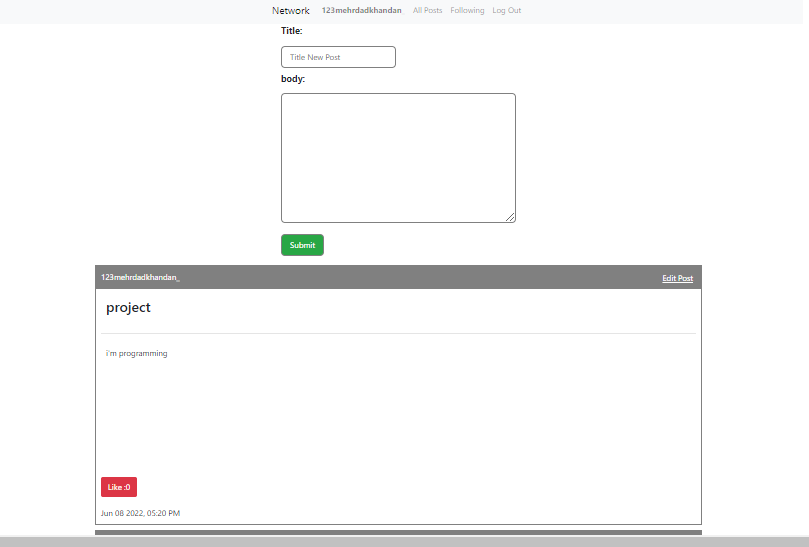 Network 123mehrdadkhandan All Posts Following Log Out
Title:
Title New Post
body:
Submit
123mehrdadkhandan_ Edit Post
project
i'm programming
Like :0
Jun 08 2022, 05:20 PM